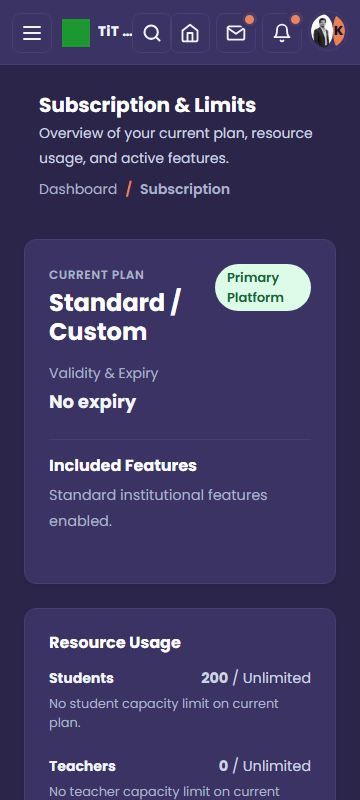 TIT ...
K
Subscription & Limits
Overview of your current plan, resource
usage, and active features.
Dashboard / Subscription
CURRENT PLAN
Primary
Platform
Standard /
Custom
Validity & Expiry
No expiry
Included Features
Standard institutional features
enabled.
Resource Usage
Students 200 / Unlimited
No student capacity limit on current
plan.
Teachers 0 / Unlimited
No teacher capacity limit on current